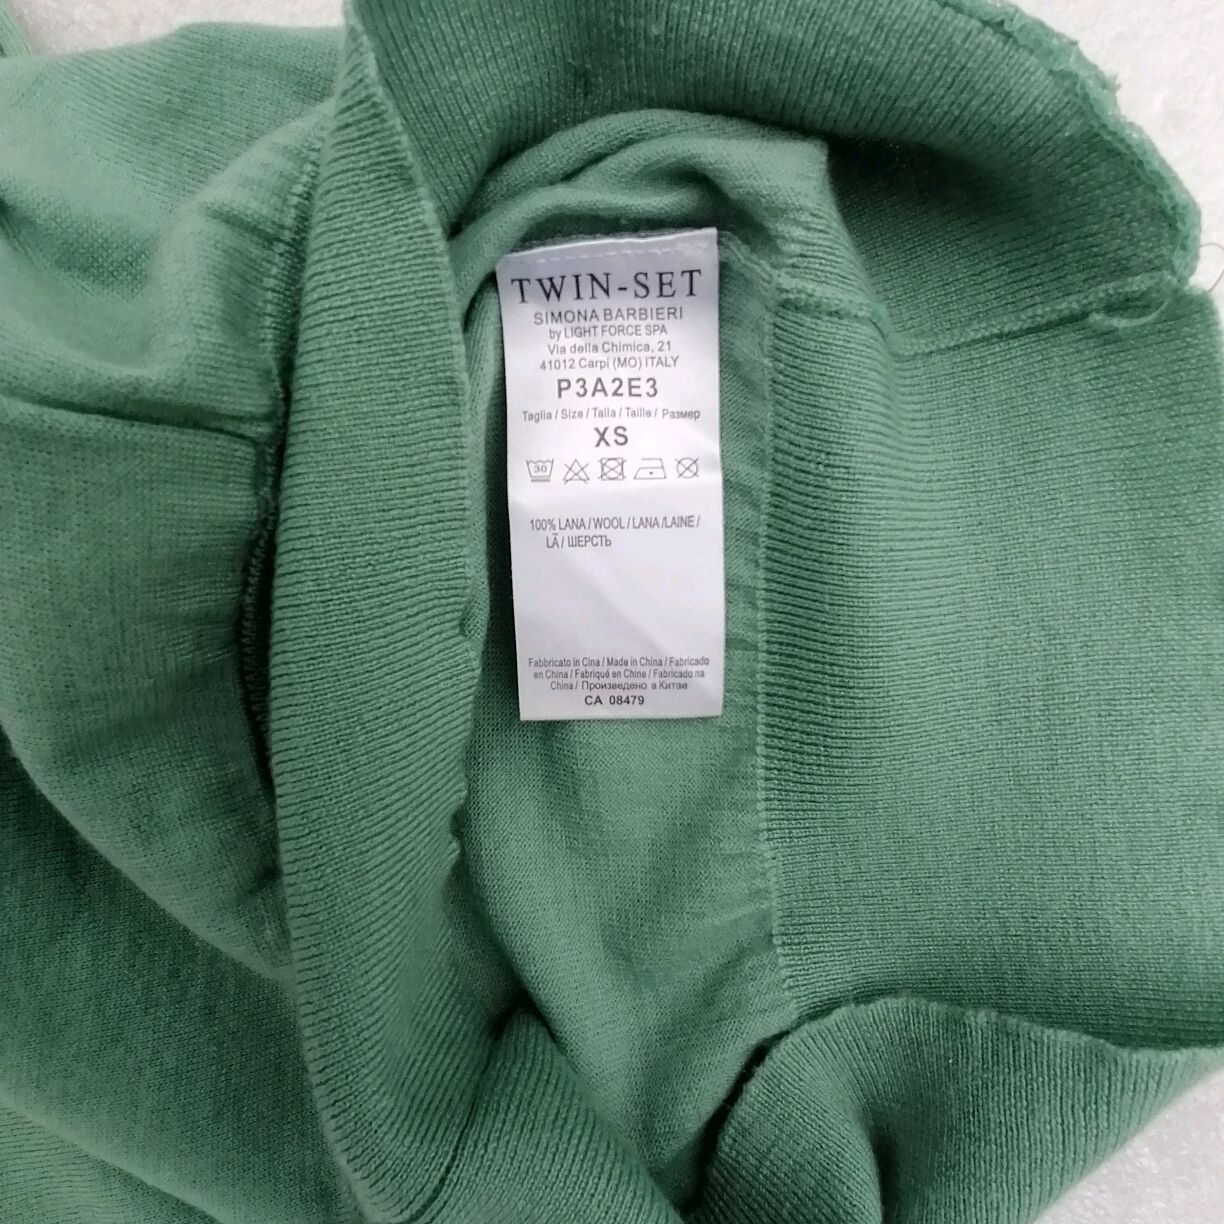 TWIN-SET
SIMONA BARBIERI
by LIGHT FORCE SPA
Via della Chimica, 21
41012 Carpi (MO) ITALY
P3A2E3
Taglia / Size / Talla / Taille / Размер
XS
30
100% LANA / WOOL / LANA /LAINE /
LÃ / ШЕРСТЬ
Fabbricato in Cina / Made in China / Fabricado
en China / Fabriqué en Chine / Fabricado na
China / Произведено в Китае
CA 08479